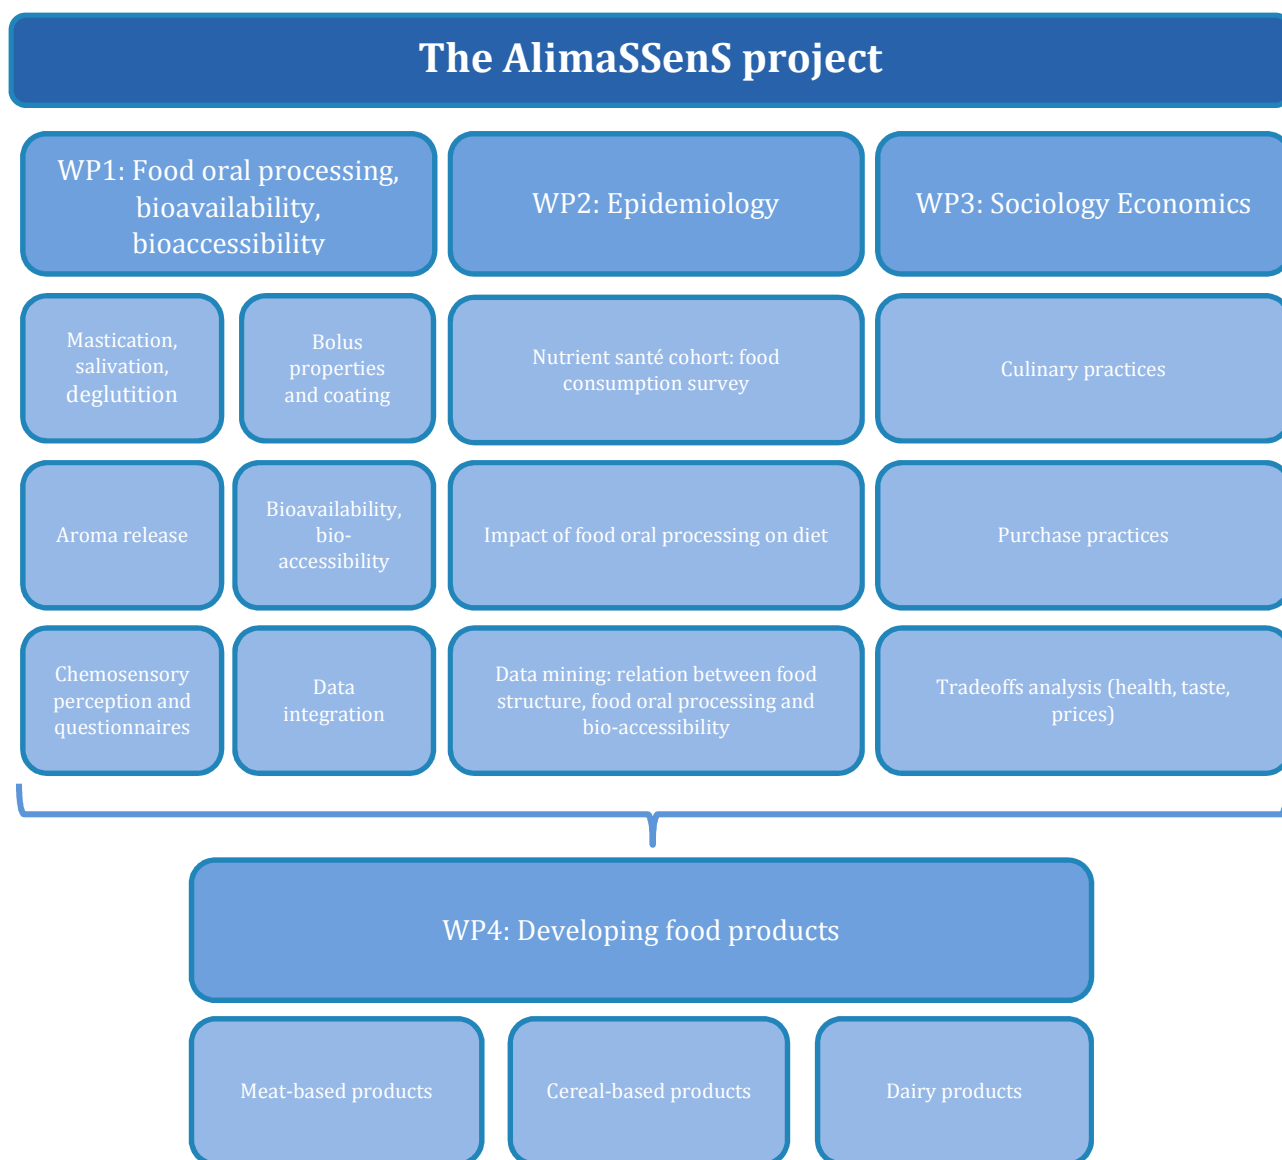 The AlimaSSenS project
WP1: Food oral processing,
bioavailability,
bioaccessibility
WP2: Epidemiology
WP3: Sociology Economics
Mastication,
salivation,
deglutition
Bolus
properties
and coating
Nutrient santé cohort: food
consumption survey
Culinary practices
Aroma release
Bioavailability,
bio-
accessibility
Impact of food oral processing on diet
Purchase practices
Chemosensory
perception and
questionnaires
Data
integration
Data mining: relation between food
structure, food oral processing and
bio-accessibility
Tradeoffs analysis (health, taste,
prices)
WP4: Developing food products
Meat-based products
Cereal-based products
Dairy products